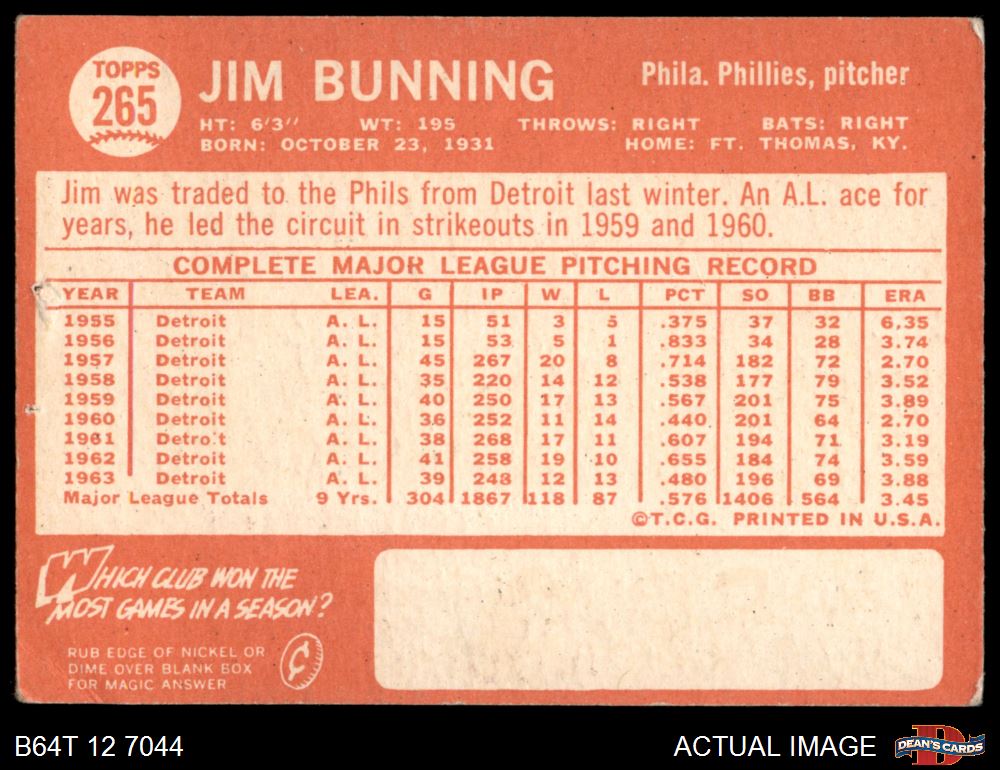 TOPPS
265
JIM BUNNING
Phila. Phillies, pitcher
HT: 6'3" WT: 195 THROWS: RIGHT BATS: RIGHT
BORN: OCTOBER 23, 1931 HOME: FT. THOMAS, KY.
Jim was traded to the Phils from Detroit last winter. An A.L. ace for
years, he led the circuit in strikeouts in 1959 and 1960.
COMPLETE MAJOR LEAGUE PITCHING RECORD
YEAR TEAM LEA. G IP W L PCT SO BB ERA
1955 Detroit A. L. 15 51 3 5 .375 37 32 6.35
1956 Detroit A. L. 15 53 5 1 .833 34 28 3.74
1957 Detroit A. L. 45 267 20 8 .714 182 72 2.70
1958 Detroit A. L. 35 220 14 12 .538 177 79 3.52
1959 Detroit A. L. 40 250 17 13 .567 201 75 3.89
1960 Detroit A. L. 36 252 11 14 .440 201 64 2.70
1961 Detroit A. L. 38 268 17 11 .607 194 71 3.19
1962 Detroit A. L. 41 258 19 10 .655 184 74 3.59
1963 Detroit A. L. 39 248 12 13 .480 196 69 3.88
Major League Totals 9 Yrs. 304 1867 118 87 .576 1406 564 3.45
©T.C.G. PRINTED IN U.S.A.
WHICH CLUB WON THE
MOST GAMES IN A SEASON?
RUB EDGE OF NICKEL OR
DIME OVER BLANK BOX
FOR MAGIC ANSWER
¢
B64T 12 7044
ACTUAL IMAGE
D
DEAN'S CARDS